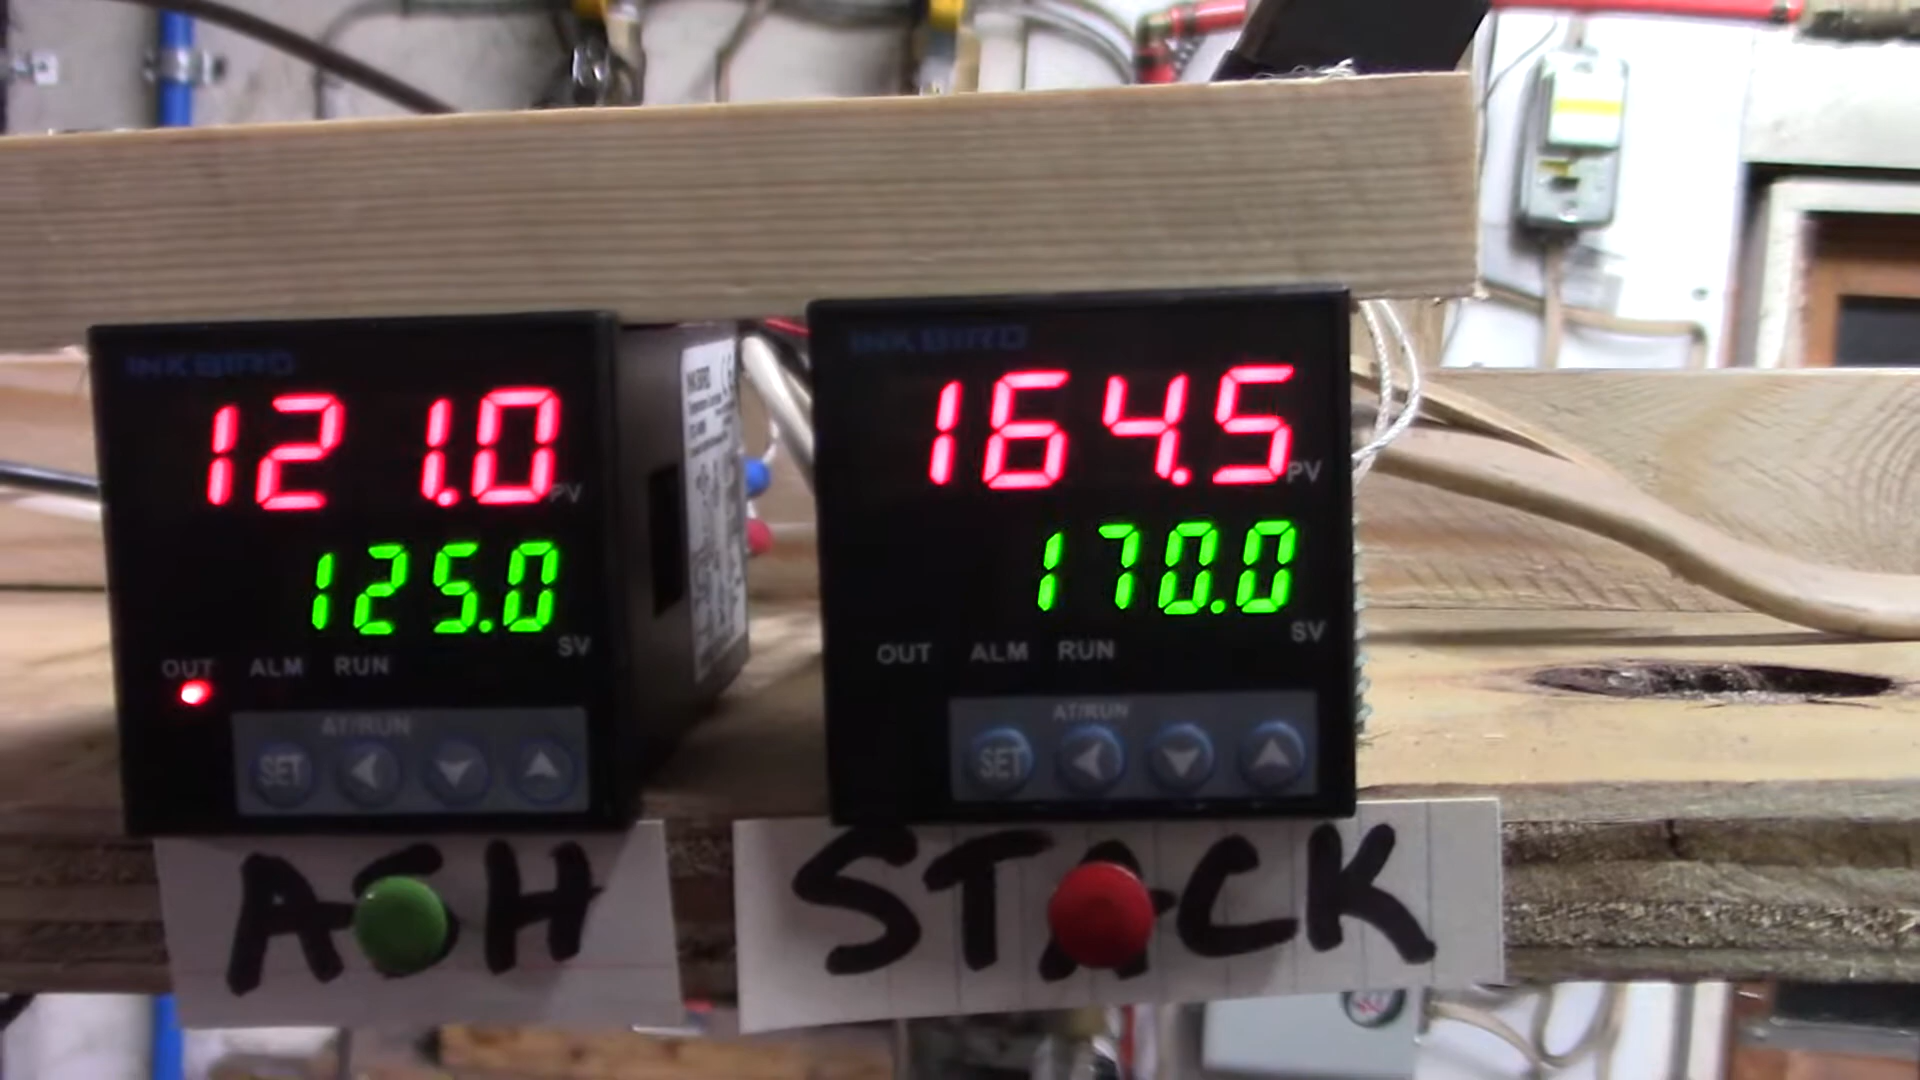 INKBIRD
121.0
PV
125.0
SV
OUT ALM RUN
AT/RUN
SET
ASH
INKBIRD
164.5
PV
170.0
SV
OUT ALM RUN
AT/RUN
SET
STACK